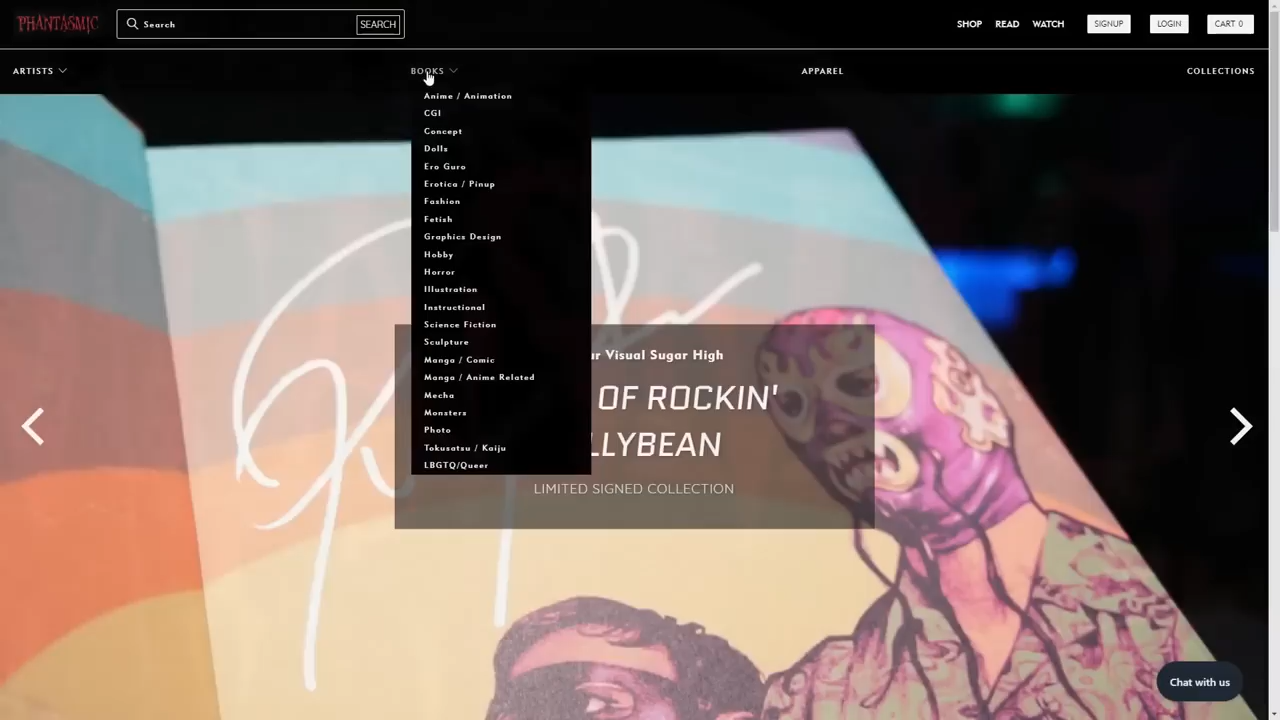 PHANTASMIC
Search
SEARCH
SHOP
READ
WATCH
SIGNUP
LOGIN
CART 0
ARTISTS
BOOKS
APPAREL
COLLECTIONS
Anime / Animation
CGI
Concept
Dolls
Ero Guro
Erotica / Pinup
Fashion
Fetish
Graphics Design
Hobby
Horror
Illustration
Instructional
Science Fiction
Sculpture
Manga / Comic
Manga / Anime Related
Mecha
Monsters
Photo
Tokusatsu / Kaiju
LBGTQ/Queer
Visual Sugar High
OF ROCKIN'
LIMITED SIGNED COLLECTION
Chat with us